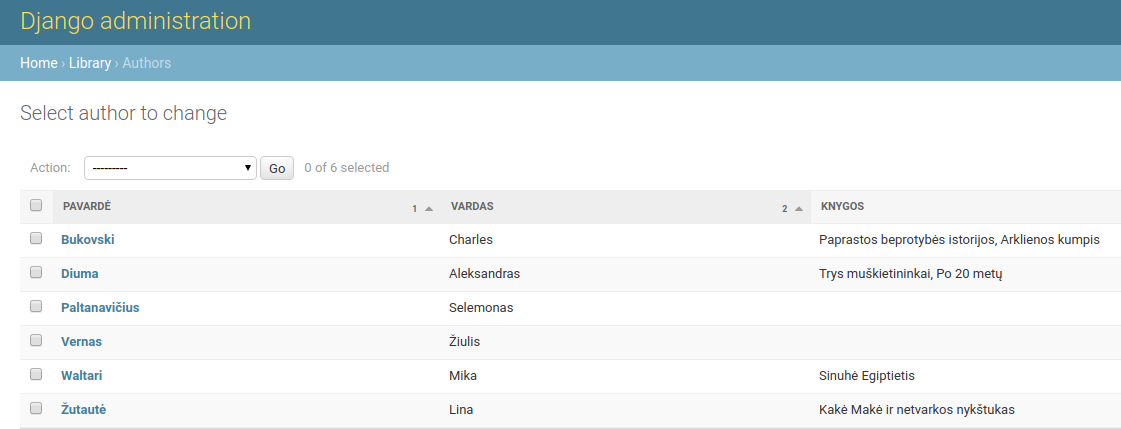 Django administration
Home › Library › Authors
Select author to change
Action: --------- Go 0 of 6 selected
PAVARDĖ 1 VARDAS 2 KNYGOS
Bukovski Charles Paprastos beprotybės istorijos, Arklienos kumpis
Diuma Aleksandras Trys muškietininkai, Po 20 metų
Paltanavičius Selemonas
Vernas Žiulis
Waltari Mika Sinuhė Egiptietis
Žutautė Lina Kakė Makė ir netvarkos nykštukas